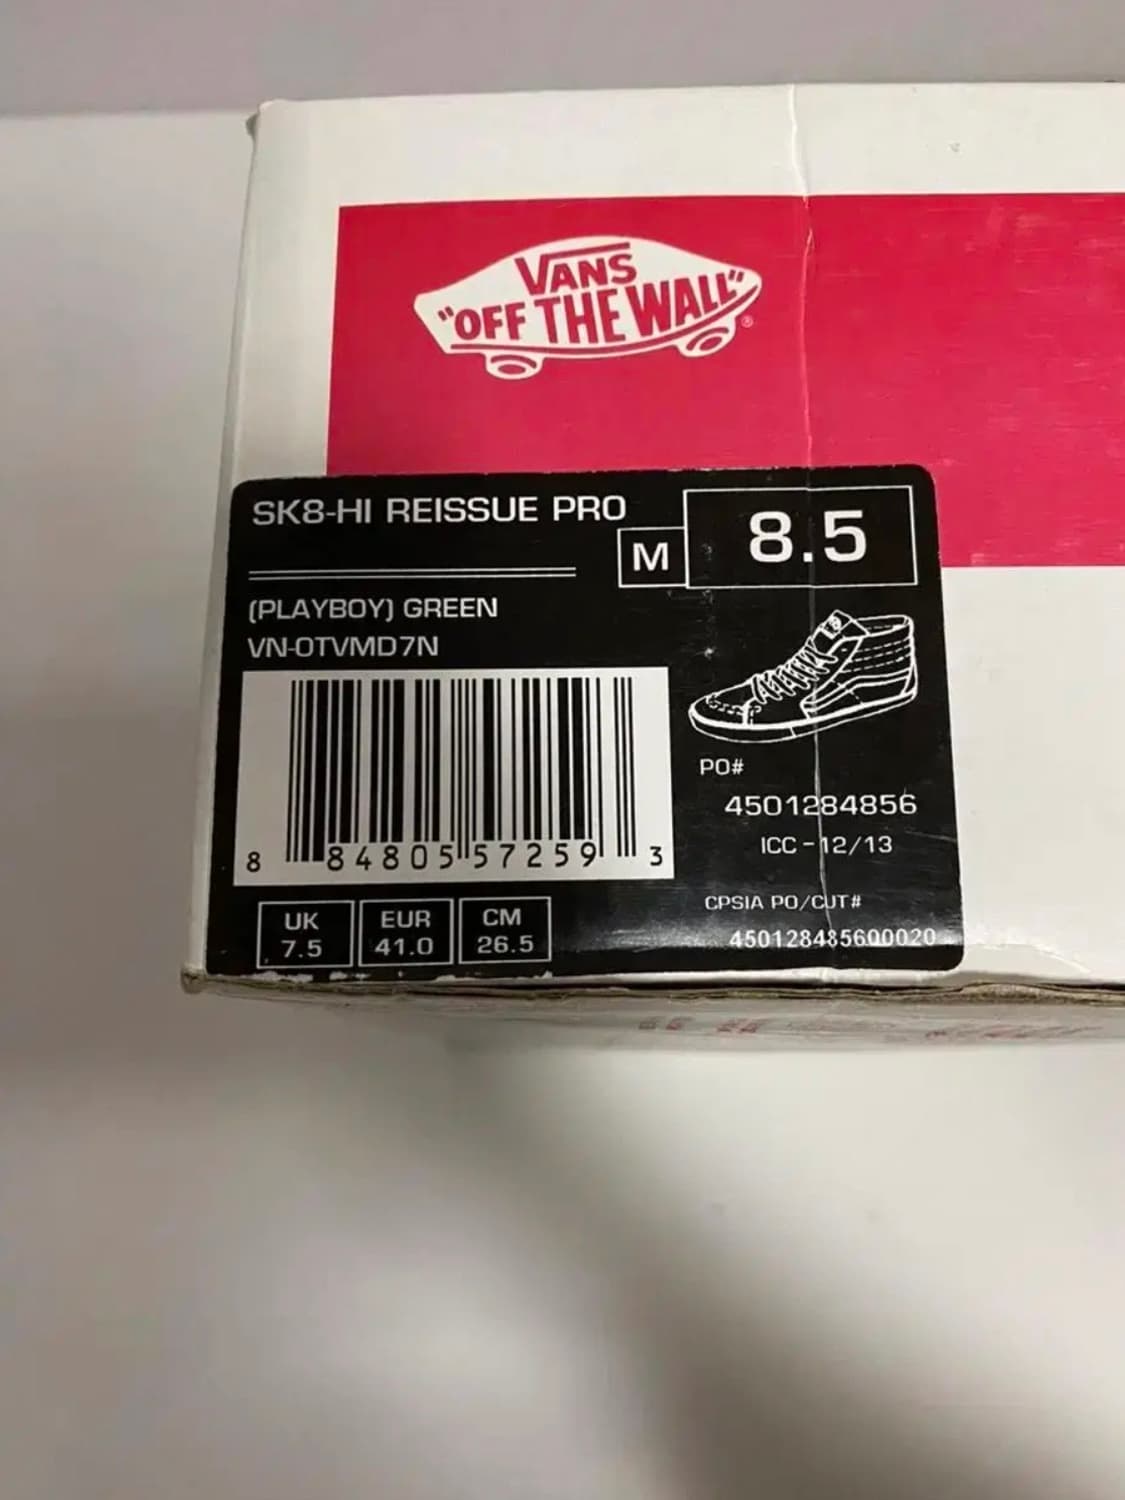 VANS
"OFF THE WALL"®
SK8-HI REISSUE PRO
M
8.5
(PLAYBOY) GREEN
VN-0TVMD7N
8 84805 57259 3
PO#
4501284856
ICC - 12/13
CPSIA PO/CUT#
450128485600020
UK
7.5
EUR
41.0
CM
26.5